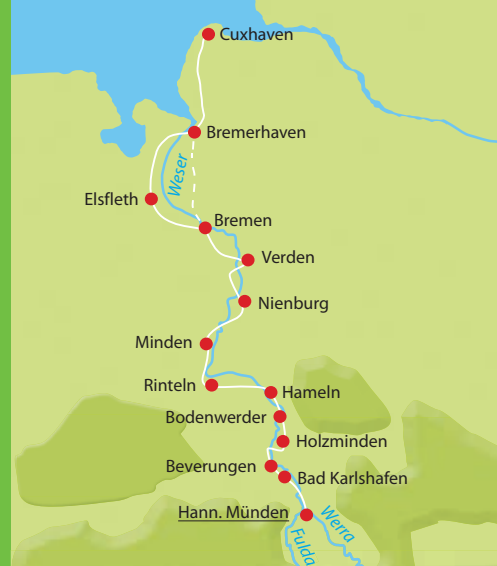 Cuxhaven
Bremerhaven
Weser
Elsfleth
Bremen
Verden
Nienburg
Minden
Rinteln
Hameln
Bodenwerder
Holzminden
Beverungen
Bad Karlshafen
Hann. Münden
Werra
Fulda